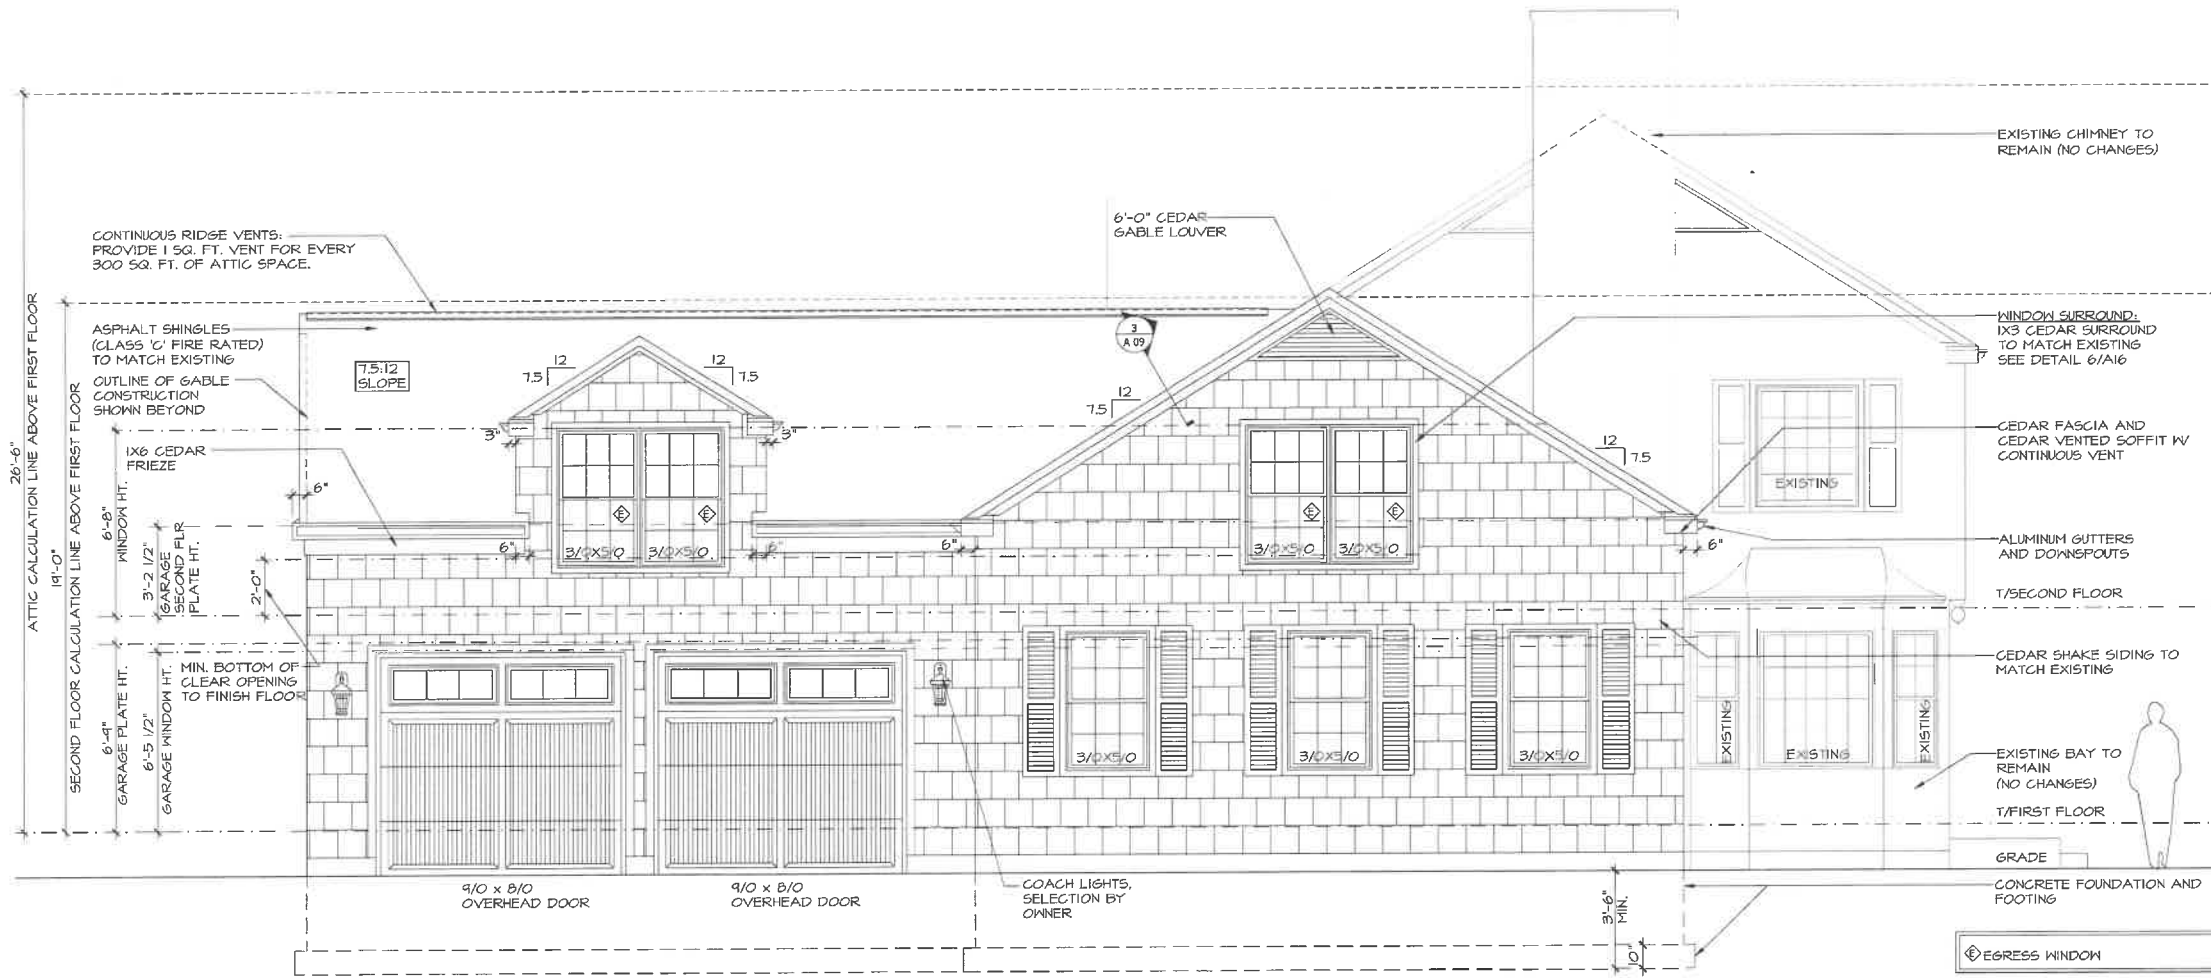 EXISTING CHIMNEY TO
REMAIN (NO CHANGES)
6'-0" CEDAR
GABLE LOUVER
CONTINUOUS RIDGE VENTS:
PROVIDE 1 SQ. FT. VENT FOR EVERY
300 SQ. FT. OF ATTIC SPACE.
ASPHALT SHINGLES
(CLASS 'C' FIRE RATED)
TO MATCH EXISTING
OUTLINE OF GABLE
CONSTRUCTION
SHOWN BEYOND
7.5:12
SLOPE
1X6 CEDAR
FRIEZE
3
A 09
12
7.5
12
7.5
12
7.5
12
7.5
WINDOW SURROUND:
1X3 CEDAR SURROUND
TO MATCH EXISTING
SEE DETAIL 6/A16
CEDAR FASCIA AND
CEDAR VENTED SOFFIT W/
CONTINUOUS VENT
EXISTING
ALUMINUM GUTTERS
AND DOWNSPOUTS
T/SECOND FLOOR
CEDAR SHAKE SIDING TO
MATCH EXISTING
EXISTING BAY TO
REMAIN
(NO CHANGES)
T/FIRST FLOOR
GRADE
CONCRETE FOUNDATION AND
FOOTING
E EGRESS WINDOW
26'-6"
ATTIC CALCULATION LINE ABOVE FIRST FLOOR
19'-0"
SECOND FLOOR CALCULATION LINE ABOVE FIRST FLOOR
6'-8"
WINDOW HT.
3'-2 1/2"
GARAGE
SECOND FLR
PLATE HT.
2'-0"
6'-9"
GARAGE PLATE HT.
6'-5 1/2"
GARAGE WINDOW HT.
MIN. BOTTOM OF
CLEAR OPENING
TO FINISH FLOOR
6"
3"
3"
6"
6"
6"
6"
E
E
3/0X5/0
3/0X5/0
E
E
3/0X5/0
3/0X5/0
3/0X5/0
3/0X5/0
3/0X5/0
EXISTING
EXISTING
EXISTING
9/0 x 8/0
OVERHEAD DOOR
9/0 x 8/0
OVERHEAD DOOR
COACH LIGHTS,
SELECTION BY
OWNER
3'-6"
MIN.
10"